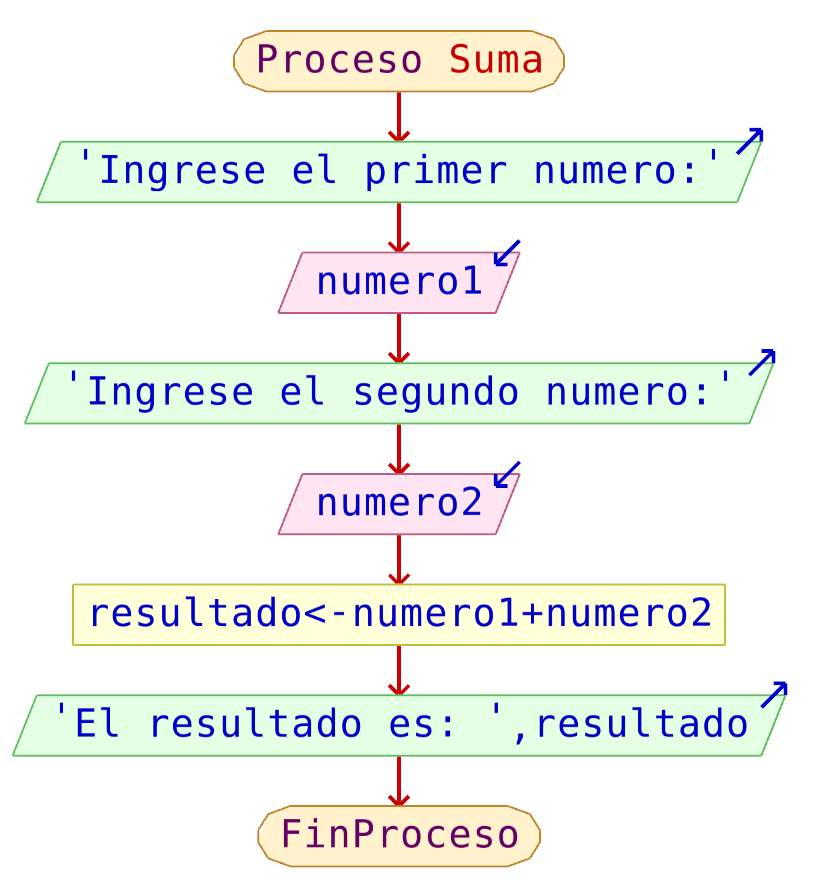 Proceso Suma
'Ingrese el primer numero:'
numero1
'Ingrese el segundo numero:'
numero2
resultado<-numero1+numero2
'El resultado es: ',resultado
FinProceso